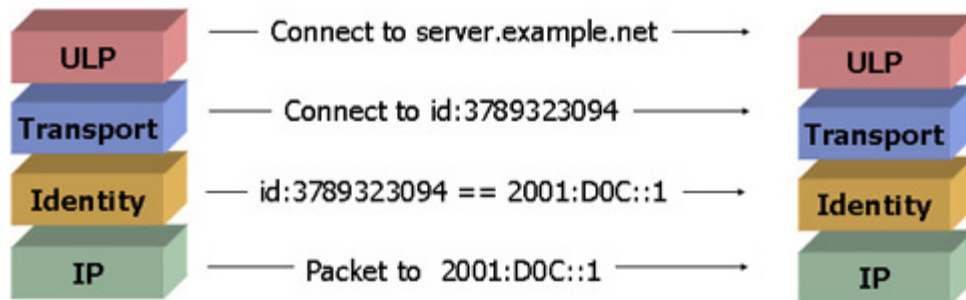 ULP Connect to server.example.net ULP
Transport Connect to id:3789323094 Transport
Identity id:3789323094 == 2001:D0C::1 Identity
IP Packet to 2001:D0C::1 IP